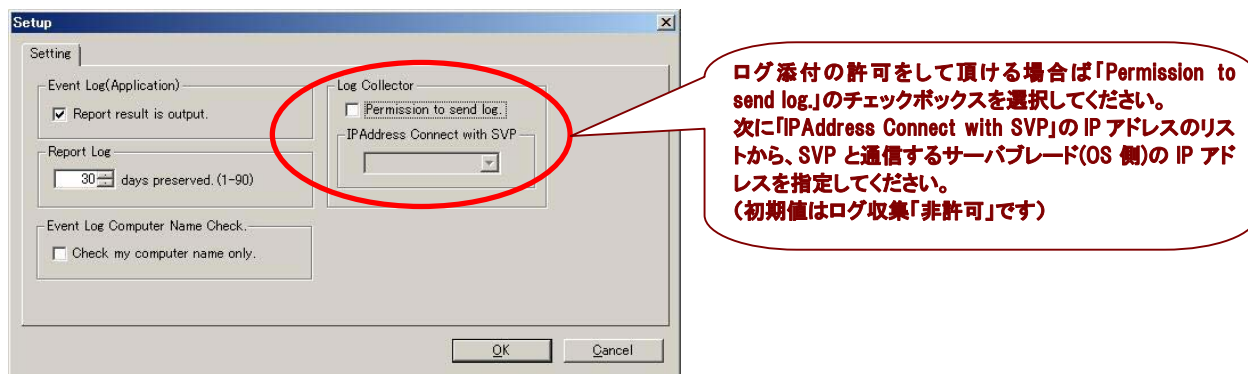 Setup
Setting
Event Log(Application)
Report result is output.
Report Log
30 days preserved. (1-90)
Event Log Computer Name Check.
Check my computer name only.
Log Collector
Permission to send log.
IPAddress Connect with SVP
OK
Cancel
ログ添付の許可をして頂ける場合ば「Permission to
send log.」のチェックボックスを選択してください。
次に「IPAddress Connect with SVP」の IP アドレスのリス
トから、SVP と通信するサーバブレード(OS 側)の IP アド
レスを指定してください。
(初期値はログ収集「非許可」です)